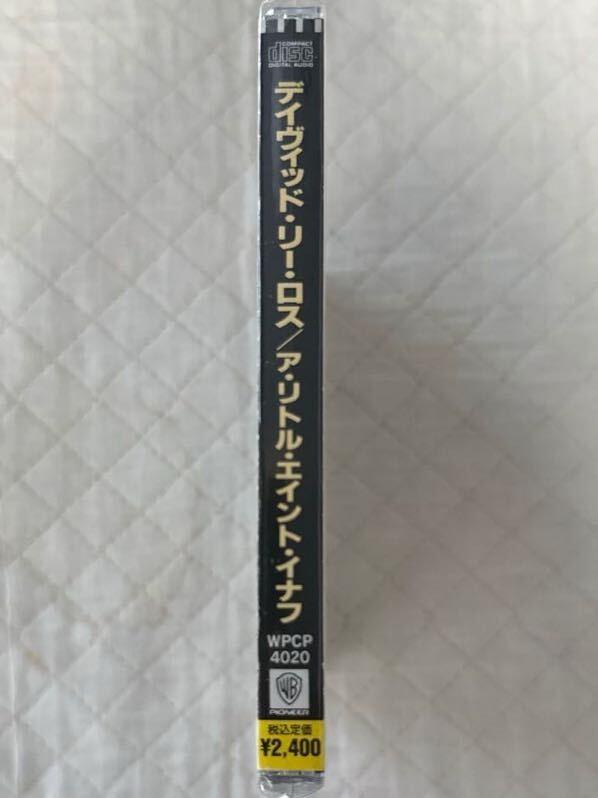 COMPACT
disc
DIGITAL AUDIO
デイヴィッド・リー・ロス/ア・リトル・エイント・イナフ
WPCP
4020
WB
PIONEER
税込定価
¥2,400